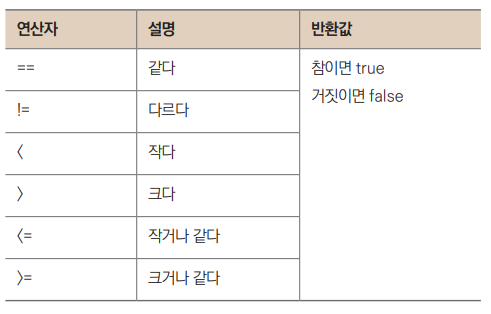 연산자 설명 반환값
== 같다 참이면 true
거짓이면 false
!= 다르다
〈 작다
〉 크다
〈= 작거나 같다
〉= 크거나 같다